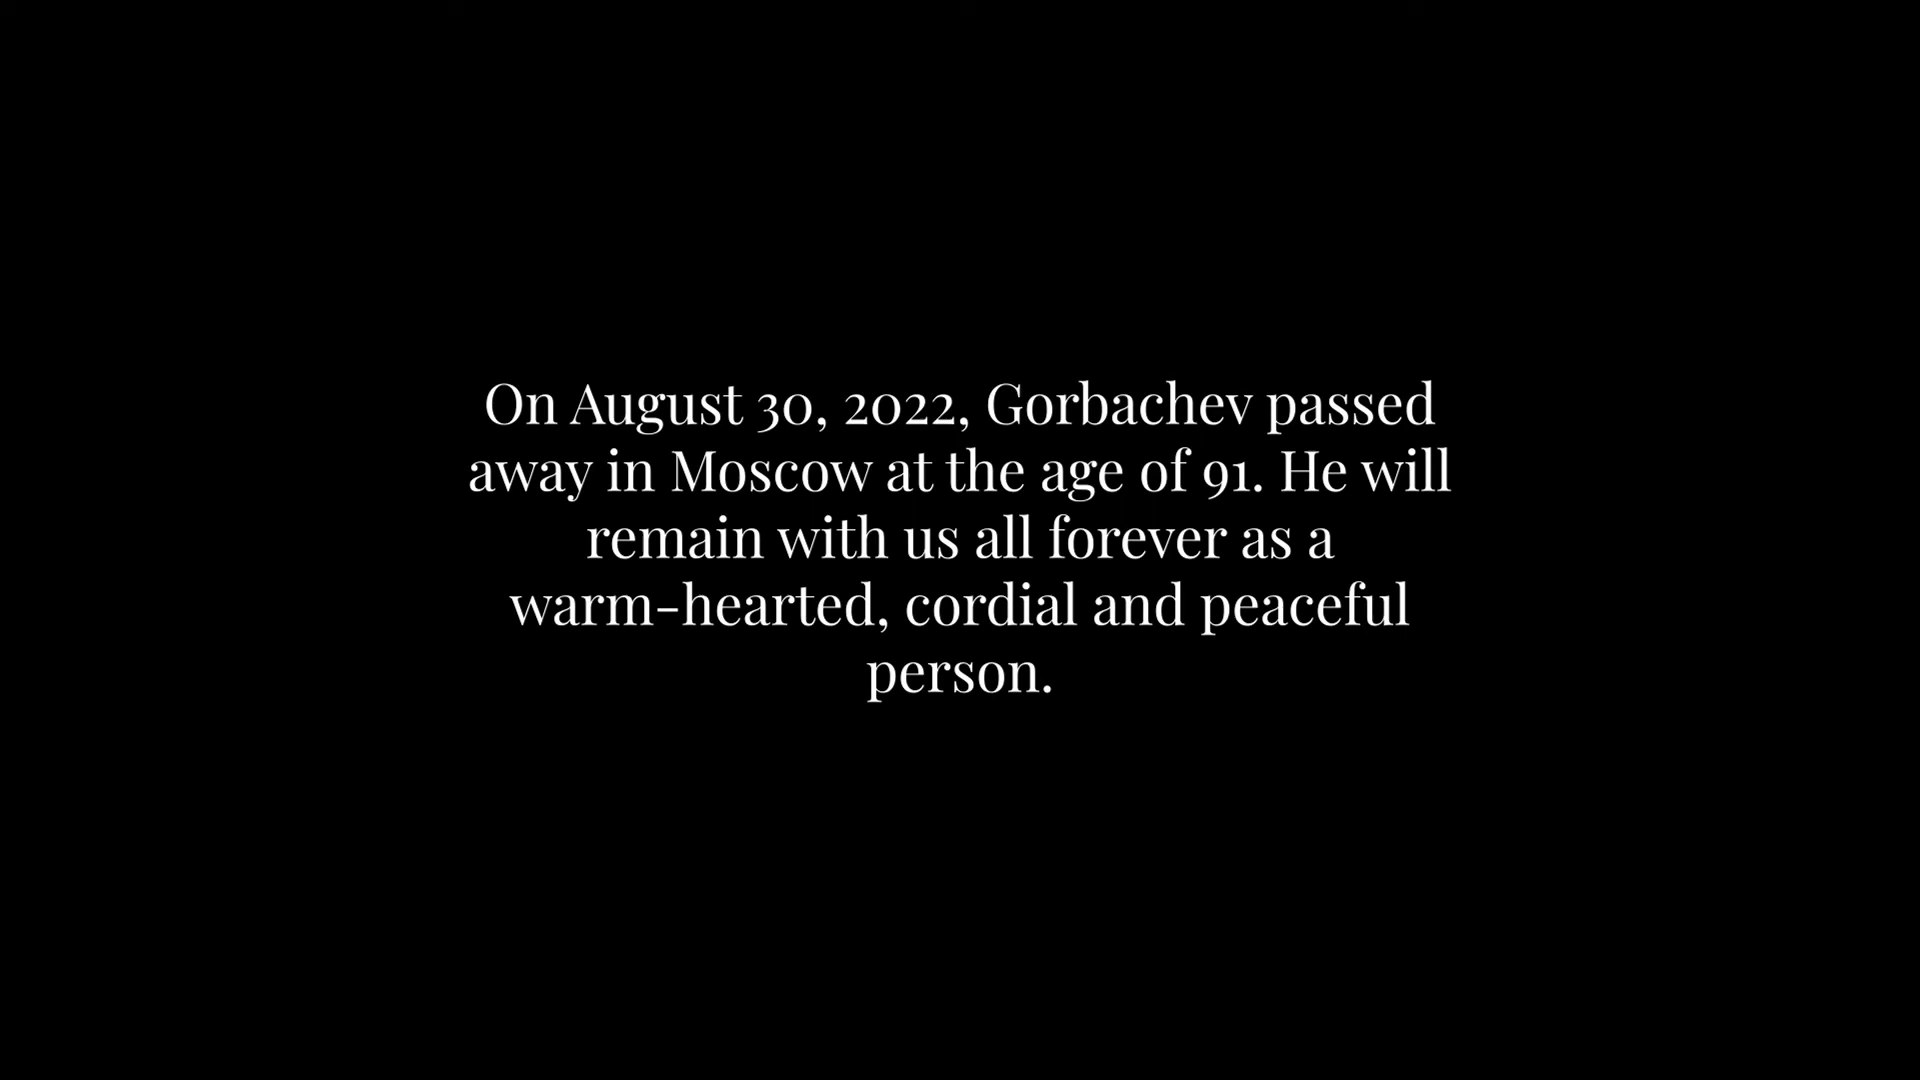 On August 30, 2022, Gorbachev passed
away in Moscow at the age of 91. He will
remain with us all forever as a
warm-hearted, cordial and peaceful
person.